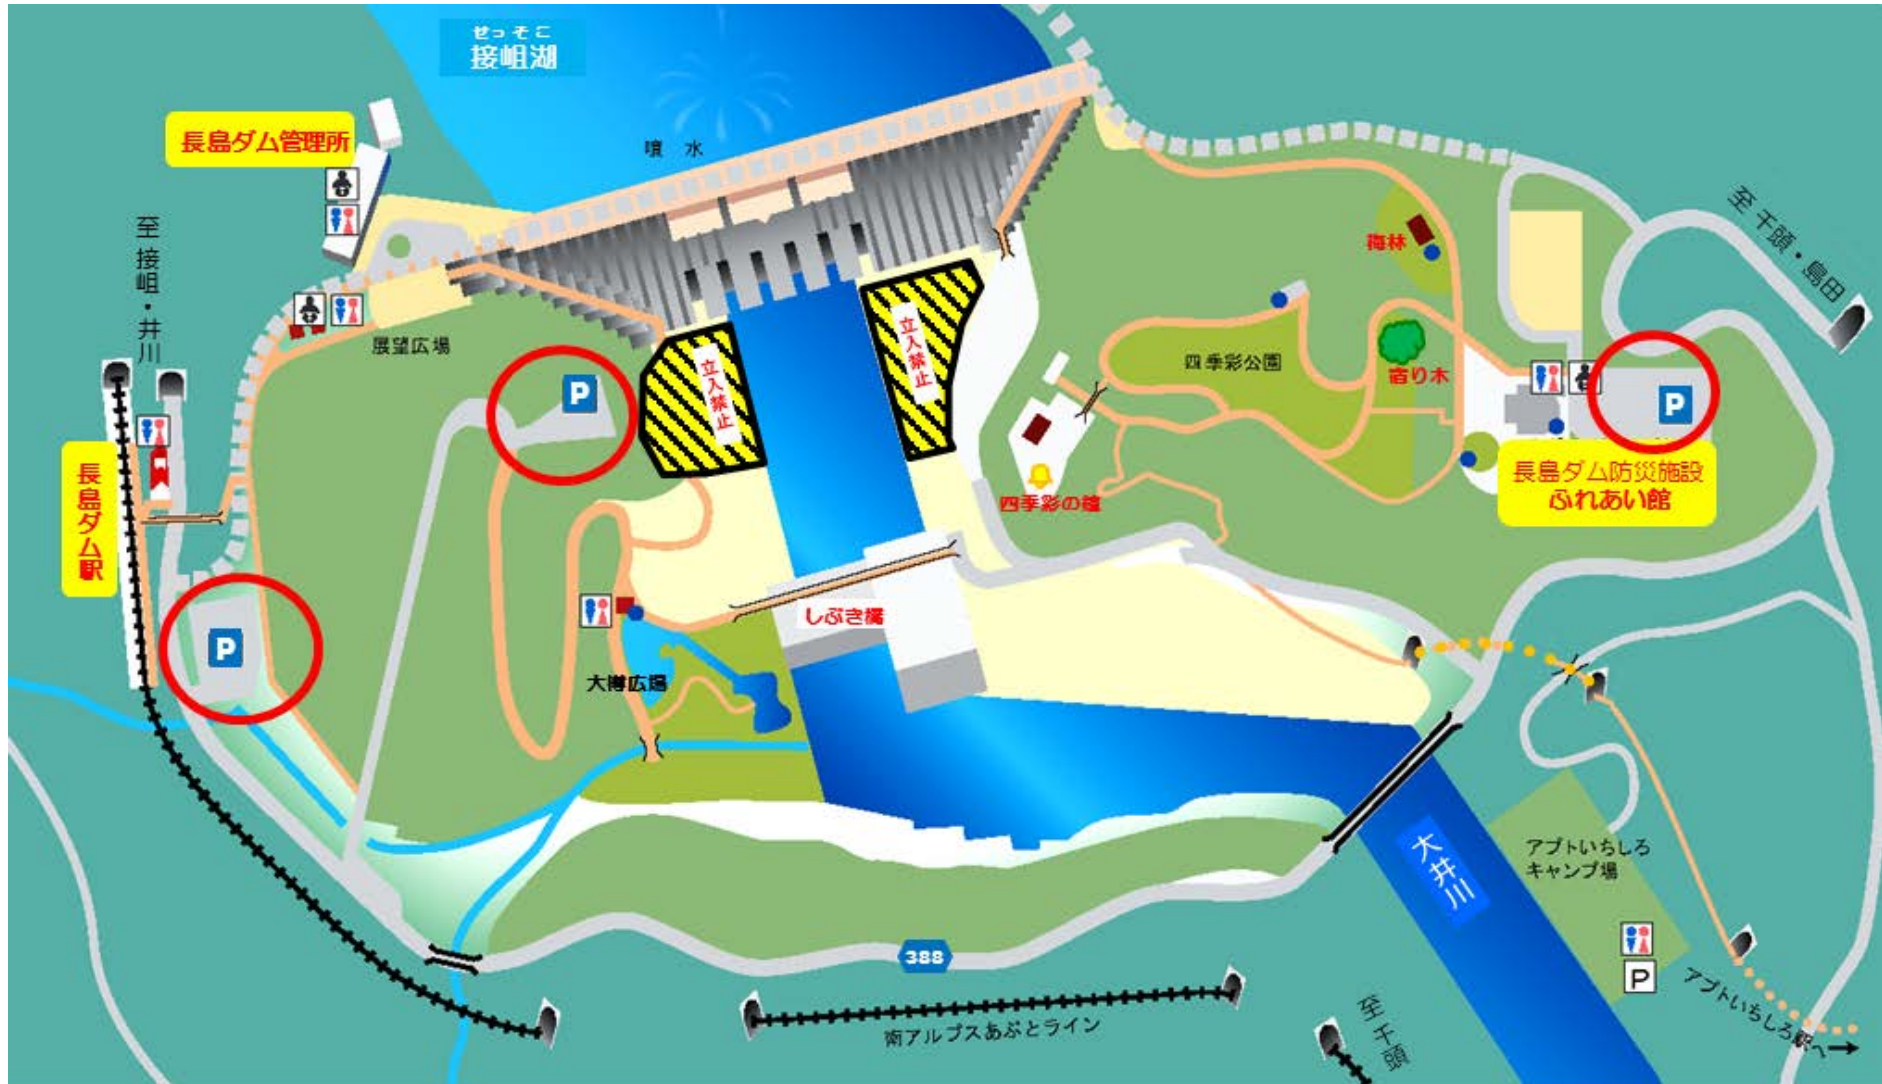 せっそこ
接岨湖
長島ダム管理所
噴水
至接岨・井川
展望広場
P
立入禁止
立入禁止
梅林
至千頭・島田
四季彩公園
宿り木
P
長島ダム防災施設
ふれあい館
四季彩の鐘
長島ダム駅
しぶき橋
P
大樽広場
大井川
アプトいちしろ
キャンプ場
P
388
南アルプスあぷとライン
至千頭
アプトいちしろ駅へ→